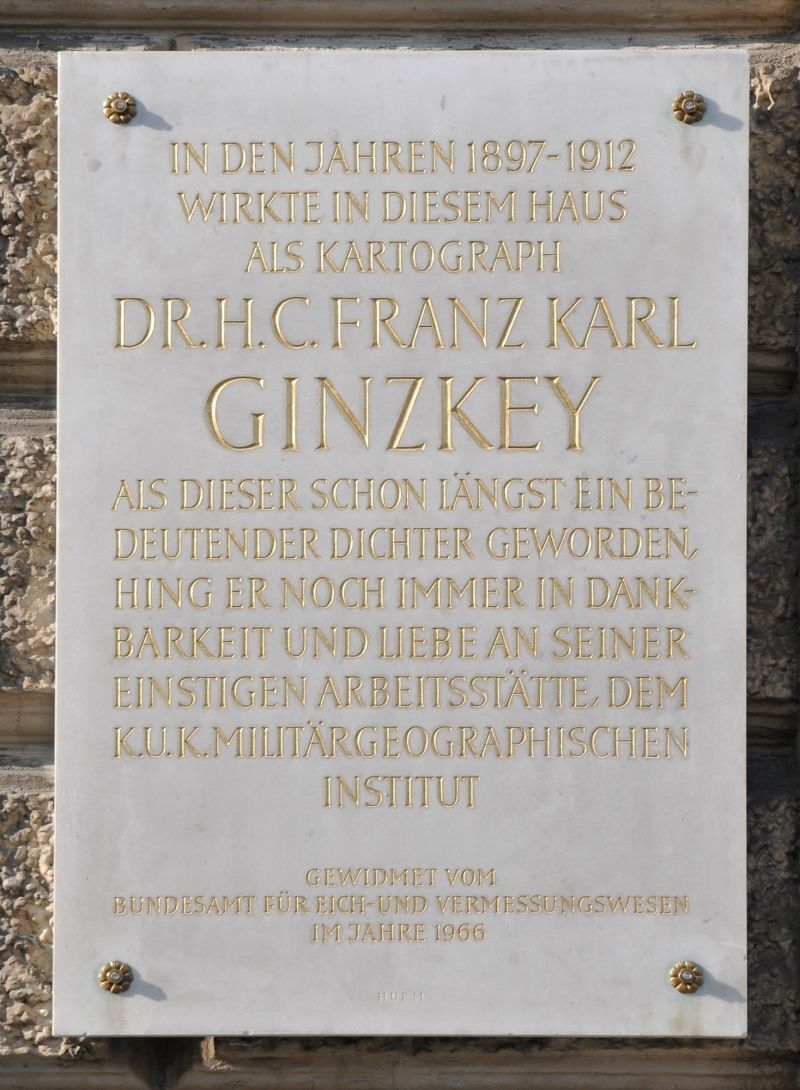 IN DEN JAHREN 1897-1912
WIRKTE IN DIESEM HAUS
ALS KARTOGRAPH
DR.H.C. FRANZ KARL
GINZKEY
ALS DIESER SCHON LÄNGST EIN BE-
DEUTENDER DICHTER GEWORDEN,
HING ER NOCH IMMER IN DANK-
BARKEIT UND LIEBE AN SEINER
EINSTIGEN ARBEITSSTÄTTE, DEM
K.U.K.MILITÄRGEOGRAPHISCHEN
INSTITUT
GEWIDMET VOM
BUNDESAMT FÜR EICH-UND VERMESSUNGSWESEN
IM JAHRE 1966
HURM